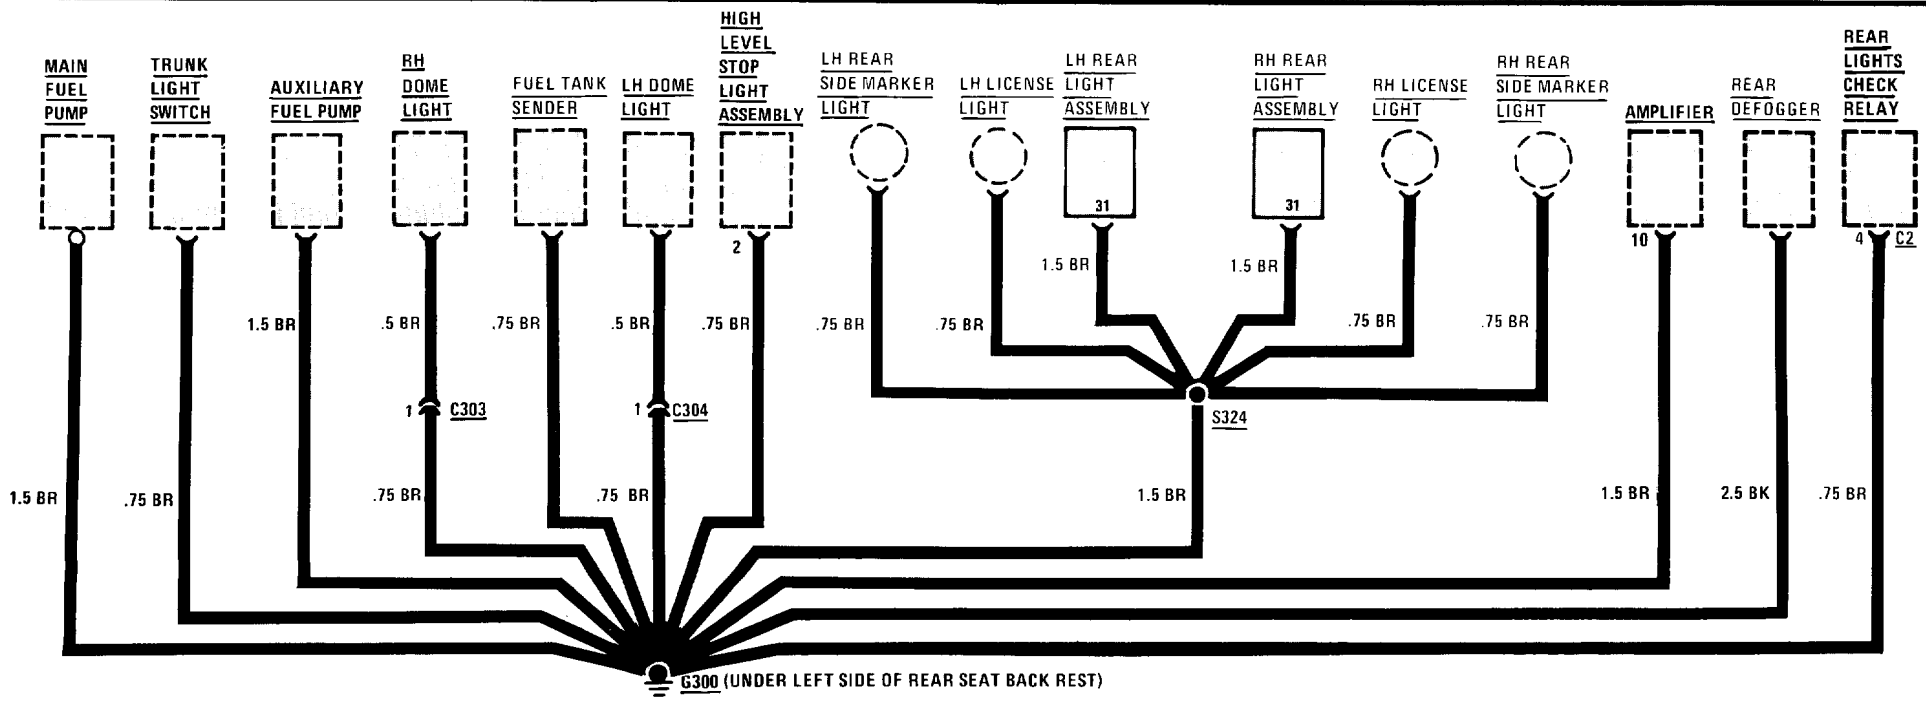 MAIN
FUEL
PUMP
TRUNK
LIGHT
SWITCH
AUXILIARY
FUEL PUMP
RH
DOME
LIGHT
FUEL TANK
SENDER
LH DOME
LIGHT
HIGH
LEVEL
STOP
LIGHT
ASSEMBLY
LH REAR
SIDE MARKER
LIGHT
LH LICENSE
LIGHT
LH REAR
LIGHT
ASSEMBLY
RH REAR
LIGHT
ASSEMBLY
RH LICENSE
LIGHT
RH REAR
SIDE MARKER
LIGHT
AMPLIFIER
REAR
DEFOGGER
REAR
LIGHTS
CHECK
RELAY
31
31
2
10
4 C2
1.5 BR
1.5 BR
1.5 BR
.5 BR
.75 BR
.5 BR
.75 BR
.75 BR
.75 BR
.75 BR
.75 BR
1 C303
1 C304
S324
1.5 BR
.75 BR
.75 BR
.75 BR
1.5 BR
1.5 BR
2.5 BK
.75 BR
G300 (UNDER LEFT SIDE OF REAR SEAT BACK REST)